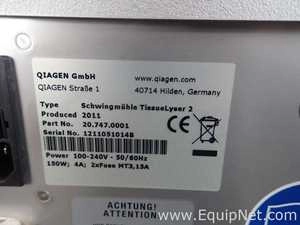 QIAGEN GmbH www.qiagen.com
QIAGEN Straße 1 40714 Hilden, Germany
Type Schwingmühle TissueLyser 2
Produced 2011
Part No. 20.747.0001
Serial No. 121105101４B
Power 100-240V - 50/60Hz
150W; 4A; 2xFuse MT3,15A
CE
ACHTUNG!
ATTENTION
www.EquipNet.com